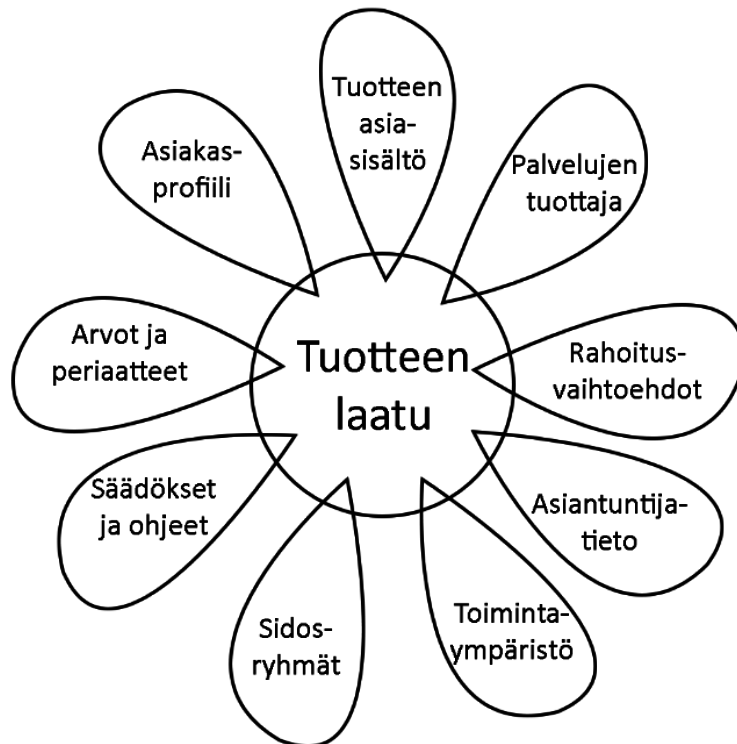 Tuotteen
asia-
sisältö
Palvelujen
tuottaja
Rahoitus-
vaihtoehdot
Asiantuntija-
tieto
Toiminta-
ympäristö
Sidos-
ryhmät
Säädökset
ja ohjeet
Arvot ja
periaatteet
Asiakas-
profiili
Tuotteen
laatu